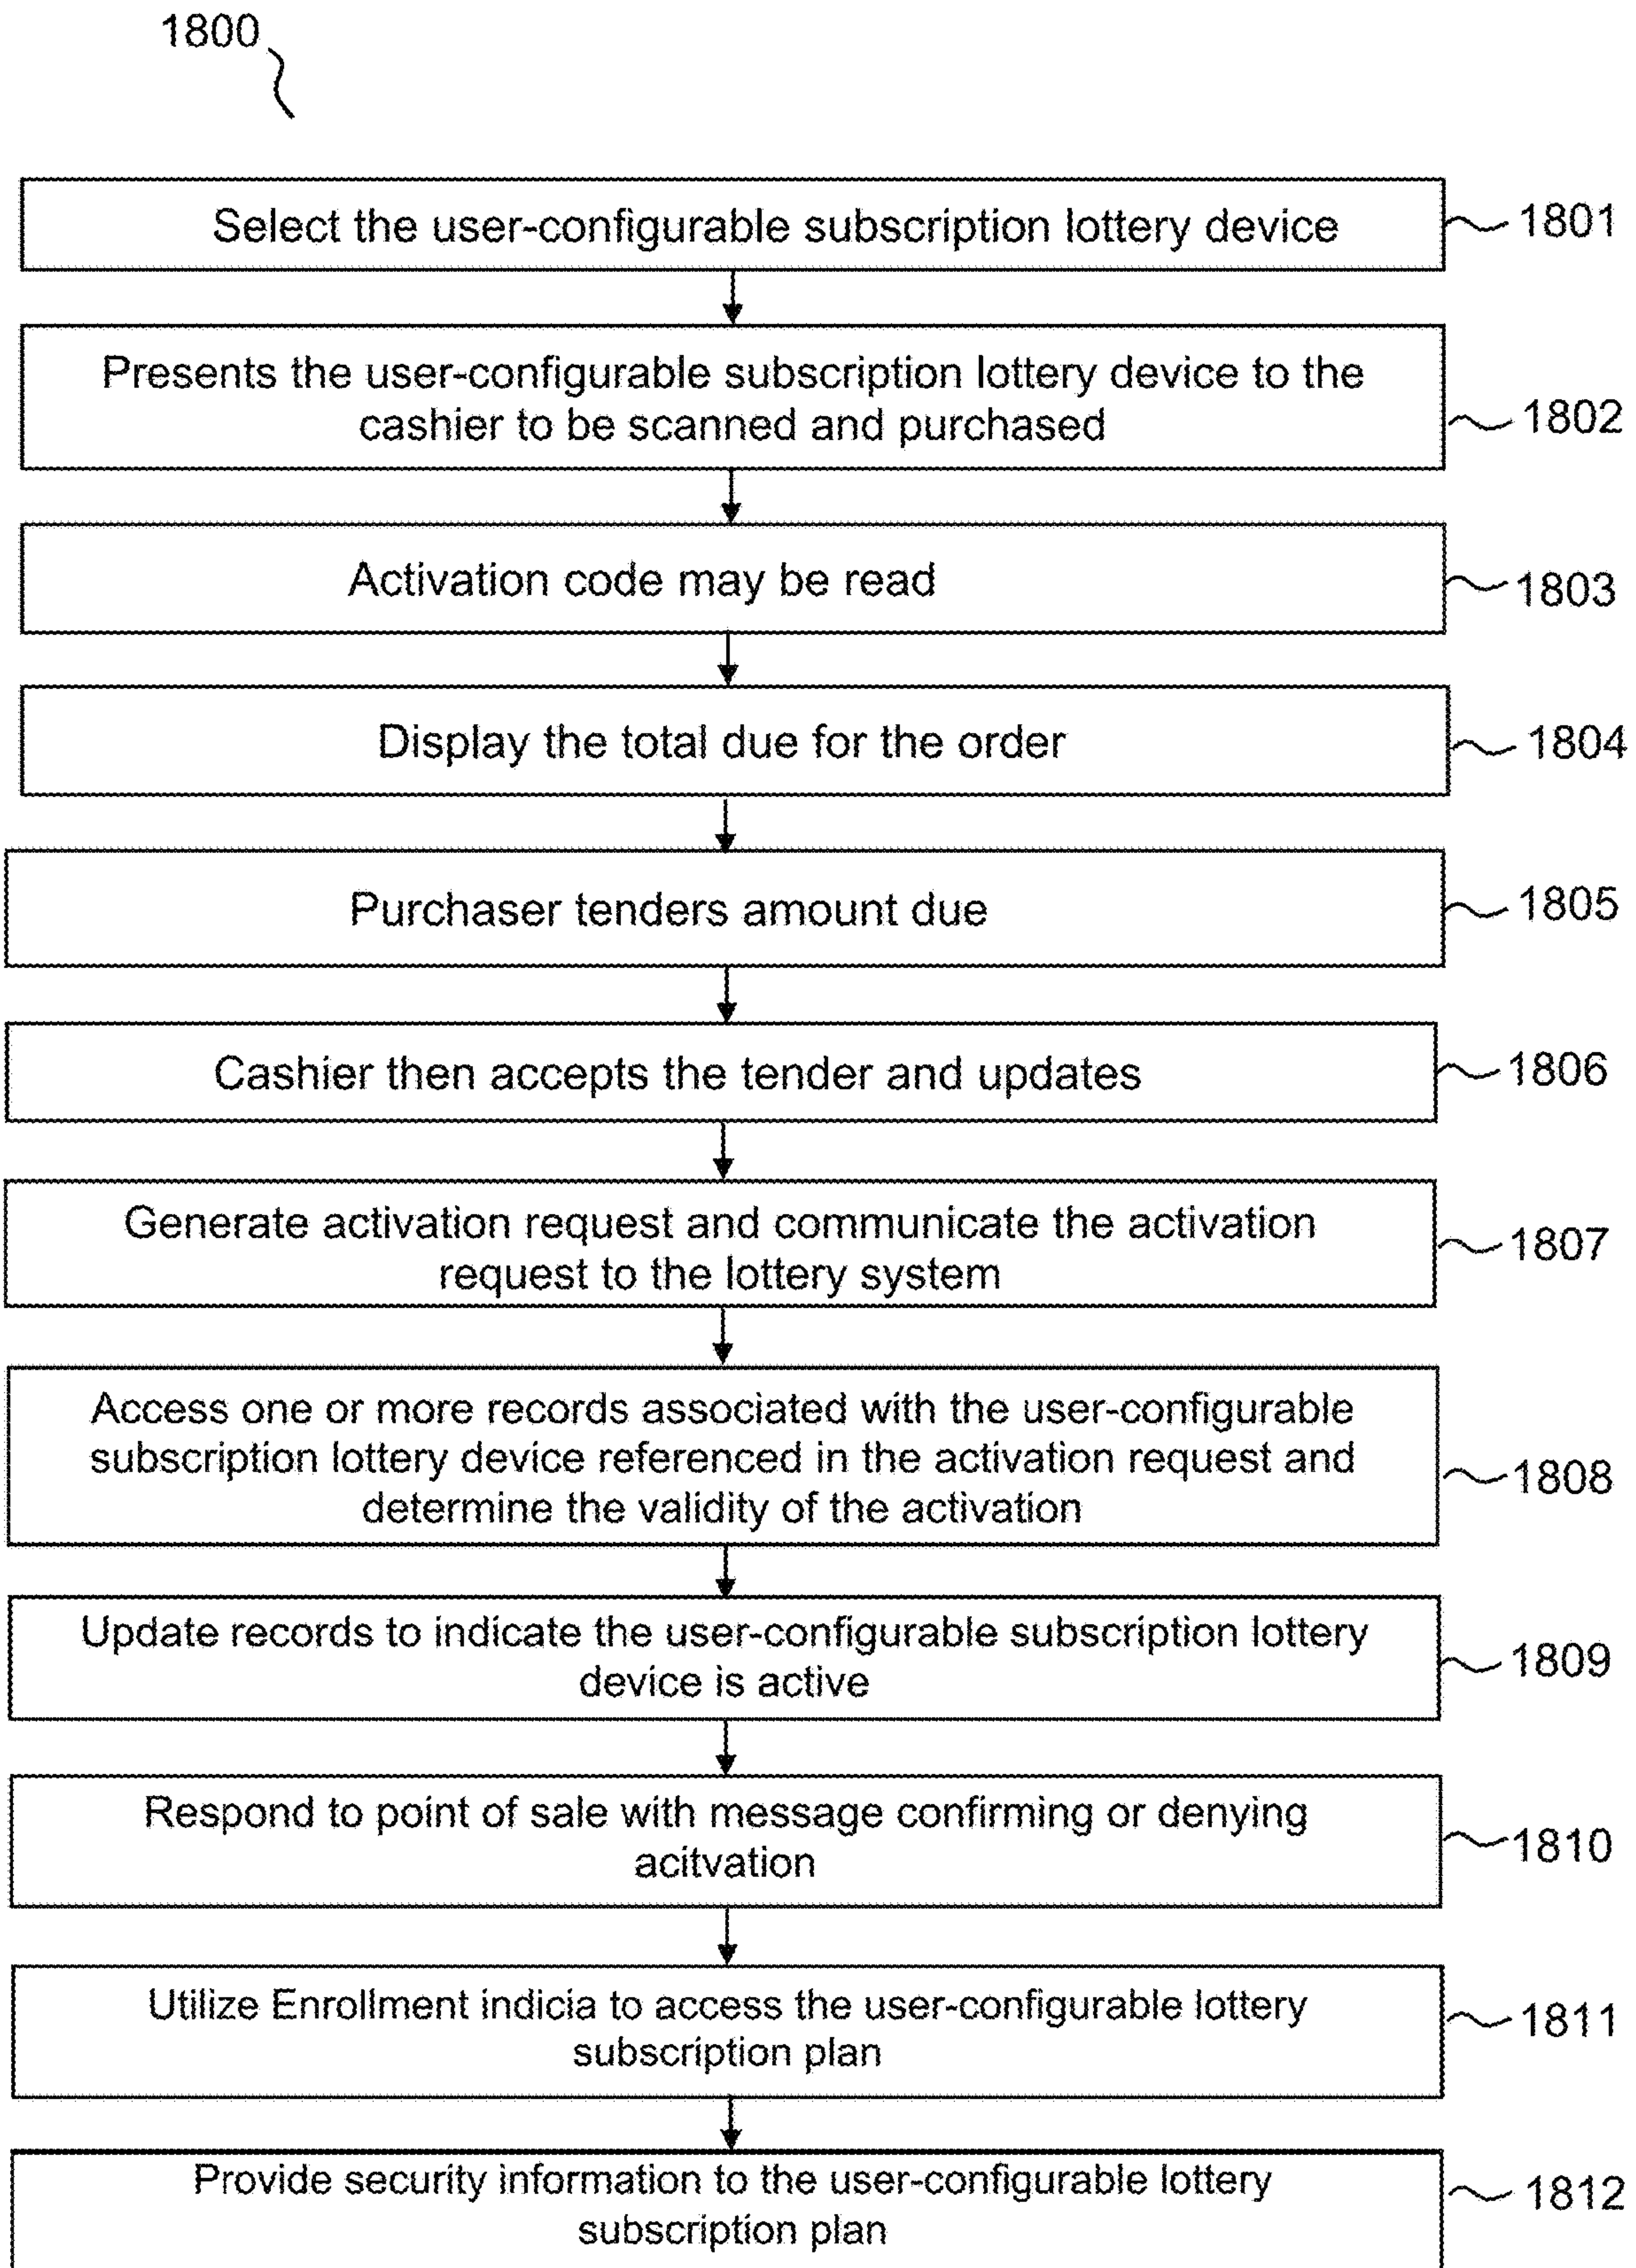 1800
Select the user-configurable subscription lottery device
1801
Presents the user-configurable subscription lottery device to the
cashier to be scanned and purchased
1802
Activation code may be read
1803
Display the total due for the order
1804
Purchaser tenders amount due
1805
Cashier then accepts the tender and updates
1806
Generate activation request and communicate the activation
request to the lottery system
1807
Access one or more records associated with the user-configurable
subscription lottery device referenced in the activation request and
determine the validity of the activation
1808
Update records to indicate the user-configurable subscription lottery
device is active
1809
Respond to point of sale with message confirming or denying
acitvation
1810
Utilize Enrollment indicia to access the user-configurable lottery
subscription plan
1811
Provide security information to the user-configurable lottery
subscription plan
1812